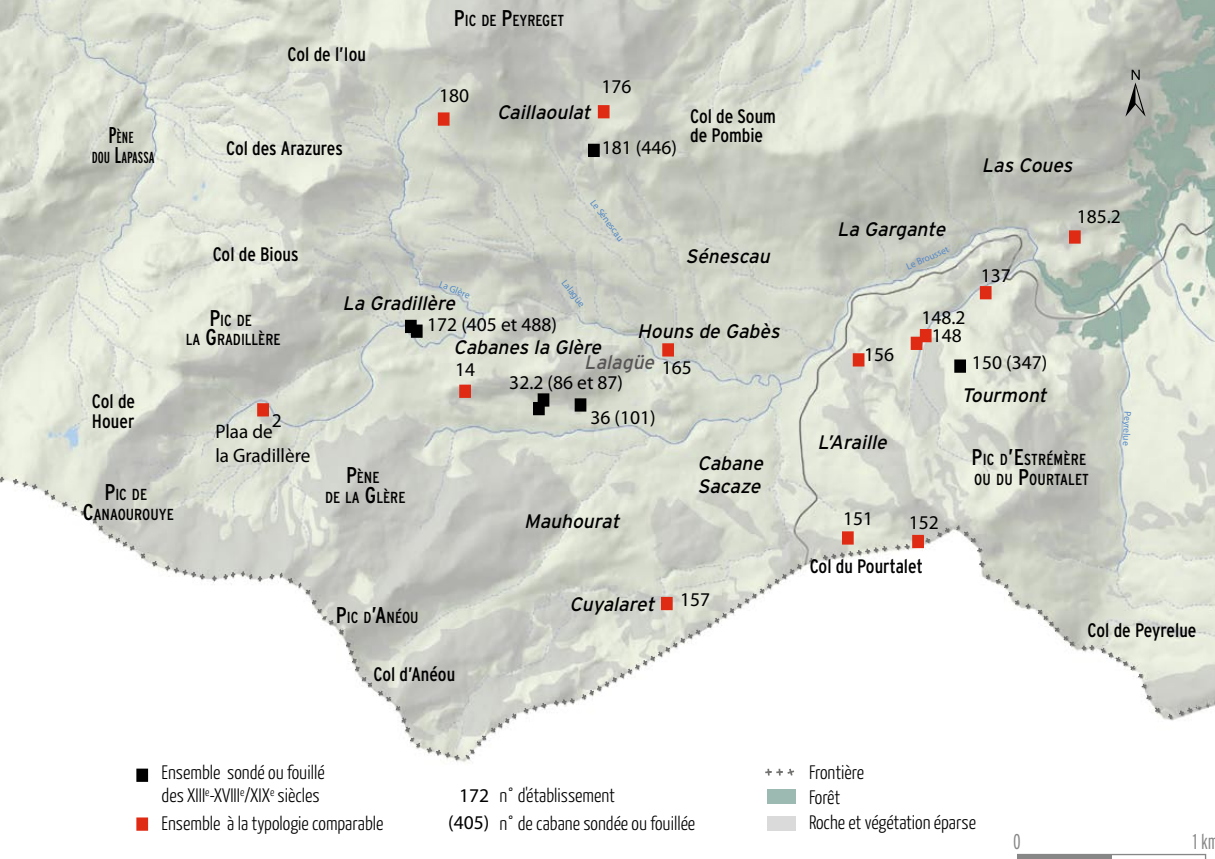 Pic de Peyreget
Col de l'Iou
N
180
176
Caillaoulat
Col de Soum
de Pombie
Pène
dou Lapassa
Col des Arazures
181 (446)
Las Coues
Le Sénescau
185.2
La Gargante
Col de Bious
Sénescau
Le Brousset
137
La Glère
Lalagüe
La Gradillère
Pic de
la Gradillère
172 (405 et 488)
Houns de Gabès
148.2
148
Cabanes la Glère
Lalagüe
165
156
150 (347)
14
32.2 (86 et 87)
Tourmont
Col de
Houer
2
Plaa de
la Gradillère
36 (101)
Peyrelue
L'Araille
Pic d'Estrémère
ou du Pourtalet
Cabane
Sacaze
Pène
de la Glère
Pic de
Canaourouye
Mauhourat
151
152
Col du Pourtalet
Cuyalaret
157
Pic d'Anéou
Col de Peyrelue
Col d'Anéou
Ensemble sondé ou fouillé
des XIIIe-XVIIIe/XIXe siècles
Ensemble à la typologie comparable
172 n° d'établissement
(405) n° de cabane sondée ou fouillée
Frontière
Forêt
Roche et végétation éparse
0 1 km